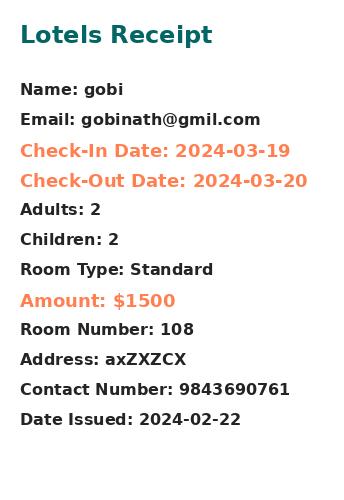 Lotels Receipt
Name: gobi
Email: gobinath@gmil.com
Check-In Date: 2024-03-19
Check-Out Date: 2024-03-20
Adults: 2
Children: 2
Room Type: Standard
Amount: $1500
Room Number: 108
Address: axZXZCX
Contact Number: 9843690761
Date Issued: 2024-02-22